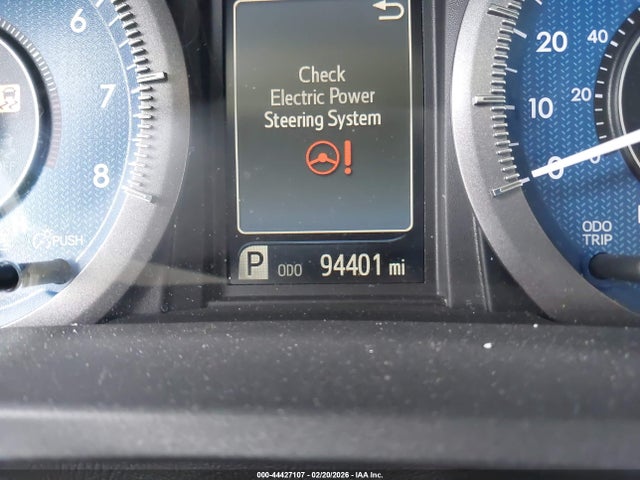 Check
Electric Power
Steering System
!
6
7
8
PUSH
P ODO 94401 mi
20
10
0
40
20
ODO
TRIP
000-44427107 - 02/20/2026 - IAA Inc.